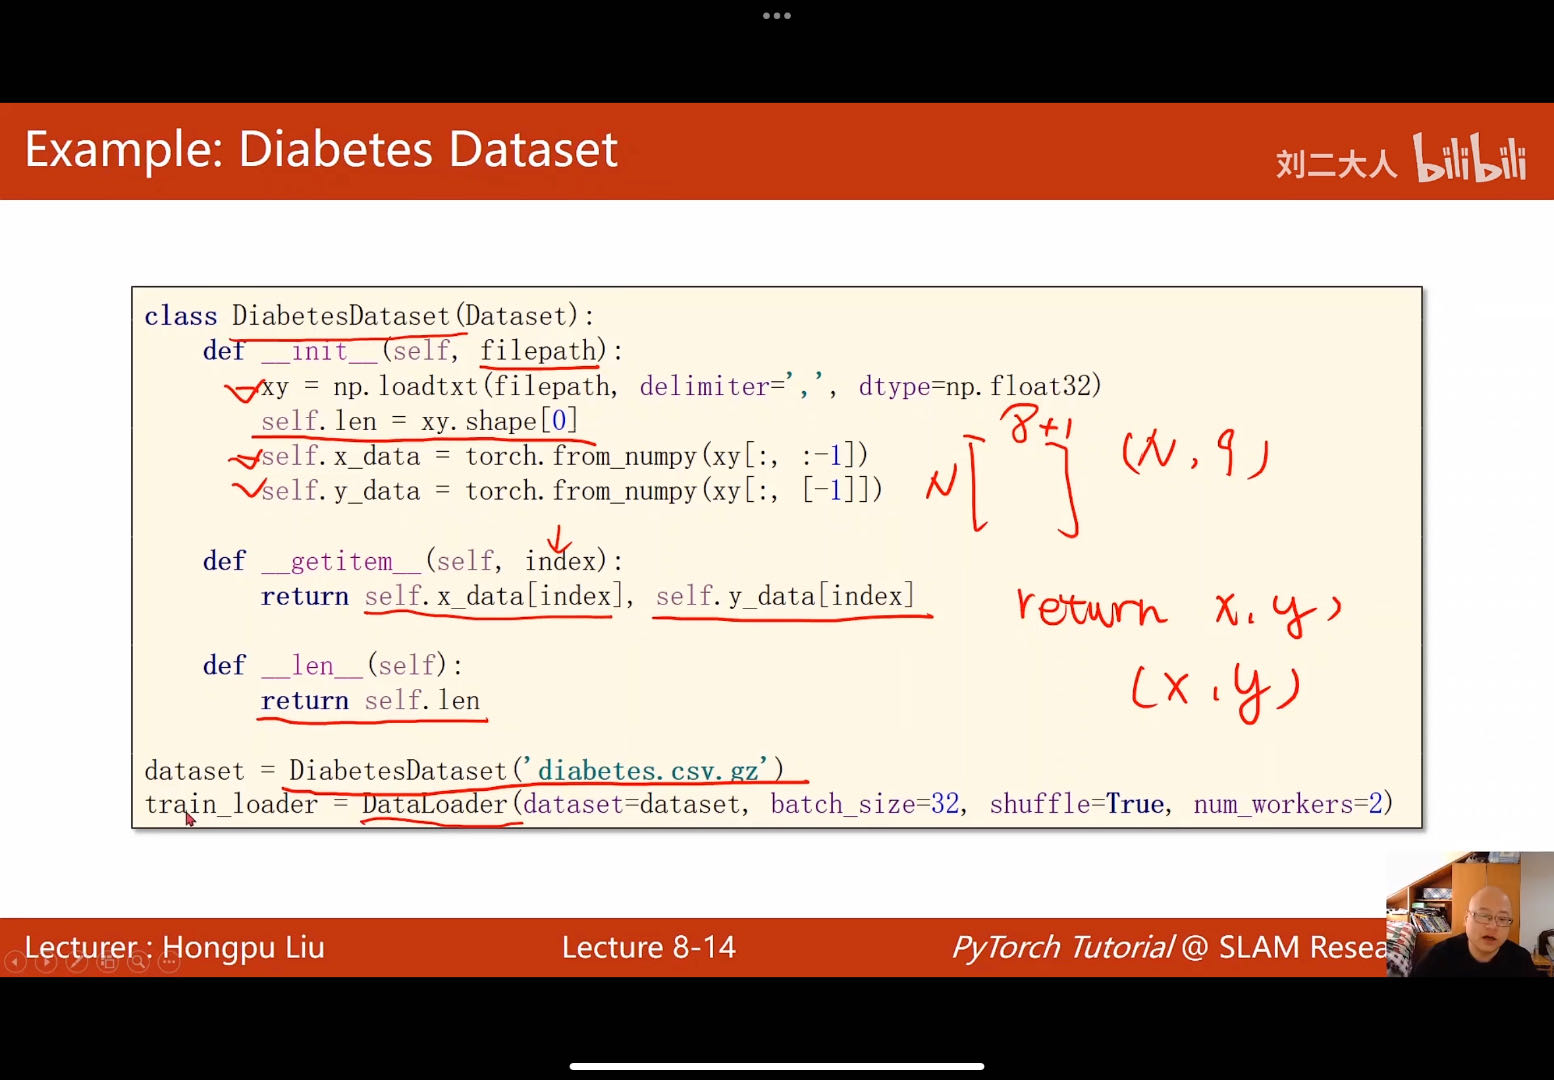 Example: Diabetes Dataset
刘二大人 bilibili
class DiabetesDataset(Dataset):
def __init__(self, filepath):
xy = np.loadtxt(filepath, delimiter=',', dtype=np.float32)
self.len = xy.shape[0]
self.x_data = torch.from_numpy(xy[:, :-1])
self.y_data = torch.from_numpy(xy[:, [-1]])
8+1
N
(N, 9)
def __getitem__(self, index):
return self.x_data[index], self.y_data[index]
return x, y,
(x, y)
def __len__(self):
return self.len
dataset = DiabetesDataset('diabetes.csv.gz')
train_loader = DataLoader(dataset=dataset, batch_size=32, shuffle=True, num_workers=2)
Lecturer : Hongpu Liu
Lecture 8-14
PyTorch Tutorial @ SLAM Resea